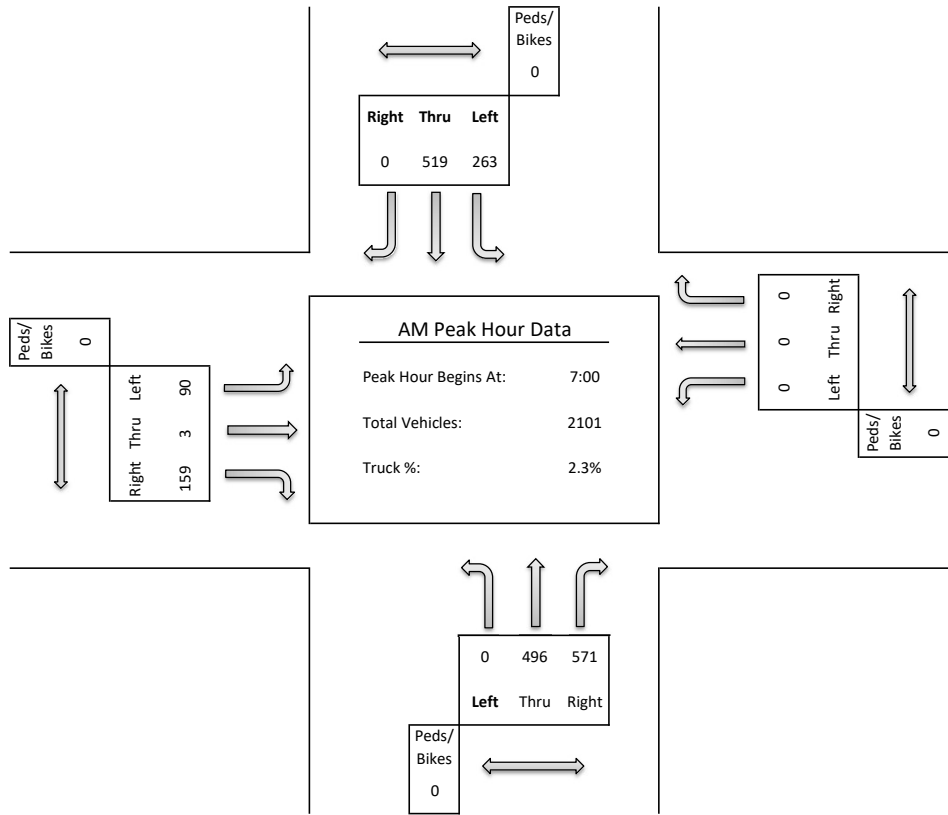 Peds/
Bikes
0
Right Thru Left
0 519 263
Peds/
Bikes
0
Left
90
Thru
3
Right
159
AM Peak Hour Data
Peak Hour Begins At: 7:00
Total Vehicles: 2101
Truck %: 2.3%
0
Right
0
Thru
0
Left
Peds/
Bikes
0
0 496 571
Left Thru Right
Peds/
Bikes
0